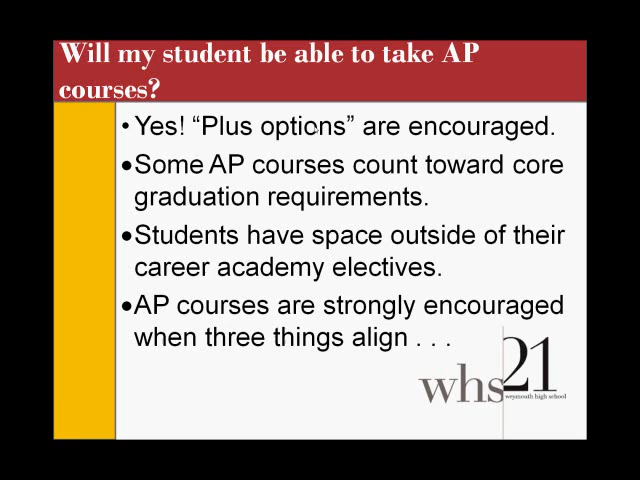 Will my student be able to take AP
courses?
• Yes! “Plus options” are encouraged.
•Some AP courses count toward core
graduation requirements.
•Students have space outside of their
career academy electives.
•AP courses are strongly encouraged
when three things align . . .
whs21
weymouth high school